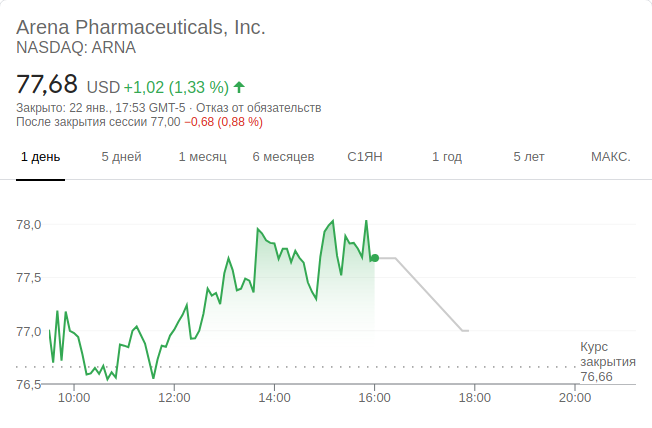 Arena Pharmaceuticals, Inc.
NASDAQ: ARNA
77,68 USD +1,02 (1,33 %)
Закрыто: 22 янв., 17:53 GMT-5 · Отказ от обязательств
После закрытия сессии 77,00 −0,68 (0,88 %)
1 день 5 дней 1 месяц 6 месяцев С1ЯН 1 год 5 лет МАКС.
78,0
77,5
77,0
Курс
закрытия
76,66
76,5
10:00 12:00 14:00 16:00 18:00 20:00